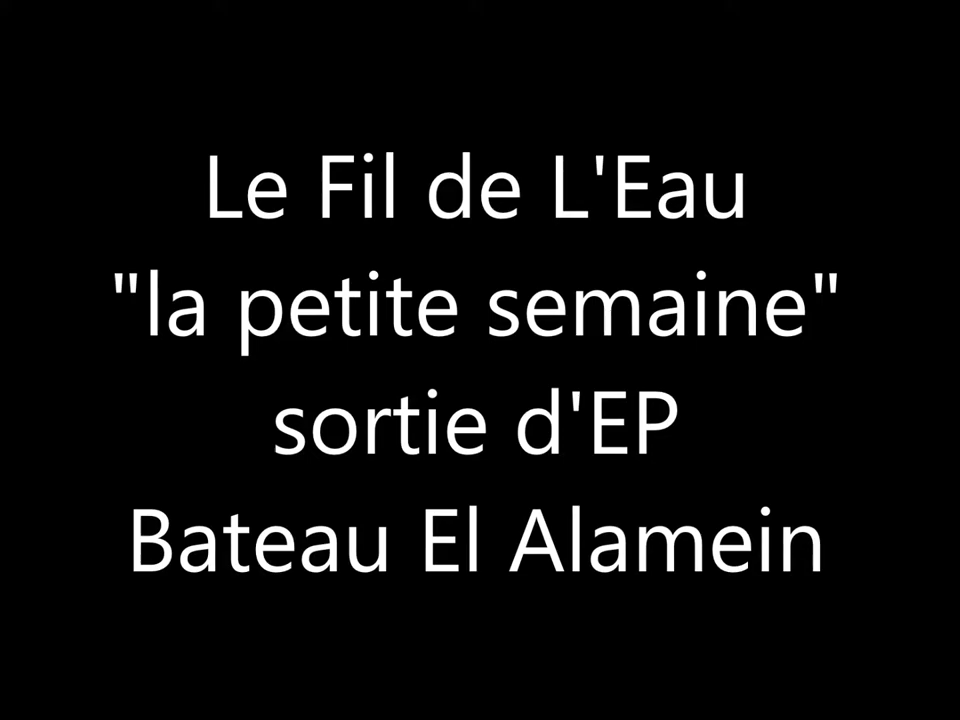 Le Fil de L'Eau
"la petite semaine"
sortie d'EP
Bateau El Alamein